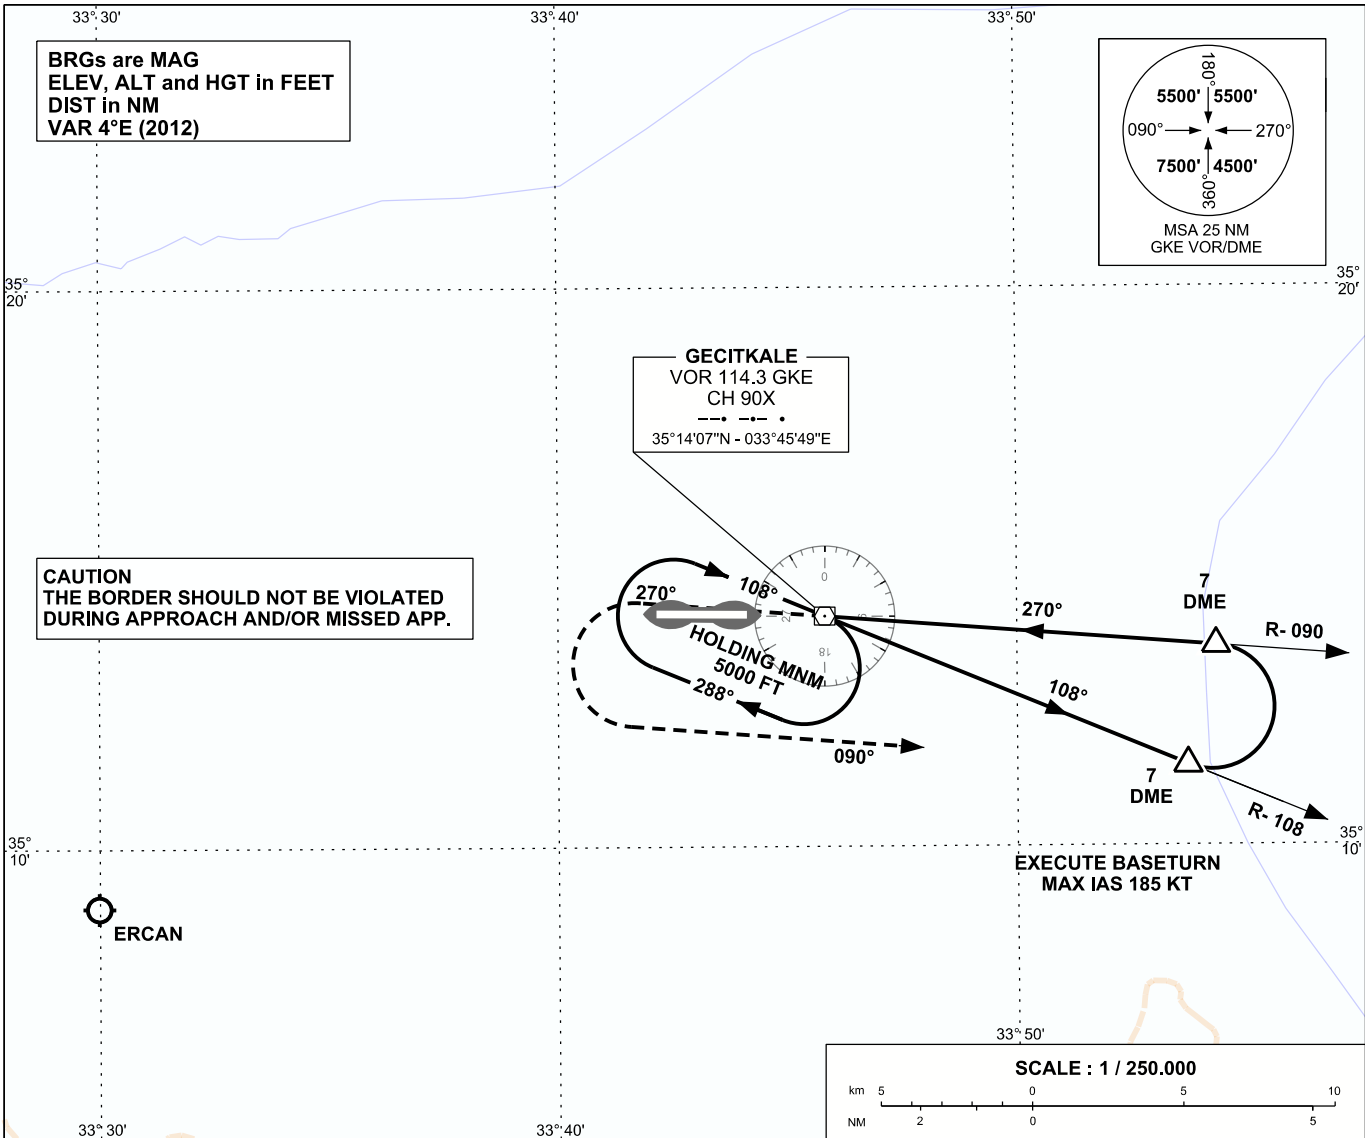 33° 30'
33° 40'
33° 50'
BRGs are MAG
ELEV, ALT and HGT in FEET
DIST in NM
VAR 4°E (2012)
180°
5500' 5500'
090° 270°
7500' 4500'
360°
MSA 25 NM
GKE VOR/DME
35°
20'
35°
20'
GECITKALE
VOR 114.3 GKE
CH 90X
35°14'07"N - 033°45'49"E
CAUTION
THE BORDER SHOULD NOT BE VIOLATED
DURING APPROACH AND/OR MISSED APP.
270°
108°
0
9
18
27
HOLDING MNM
5000 FT
288°
090°
7
DME
270°
R- 090
108°
7
DME
R- 108
35°
10'
35°
10'
EXECUTE BASETURN
MAX IAS 185 KT
ERCAN
33° 50'
SCALE : 1 / 250.000
km 5 0 5 10
NM 2 0 5
33° 30'
33° 40'